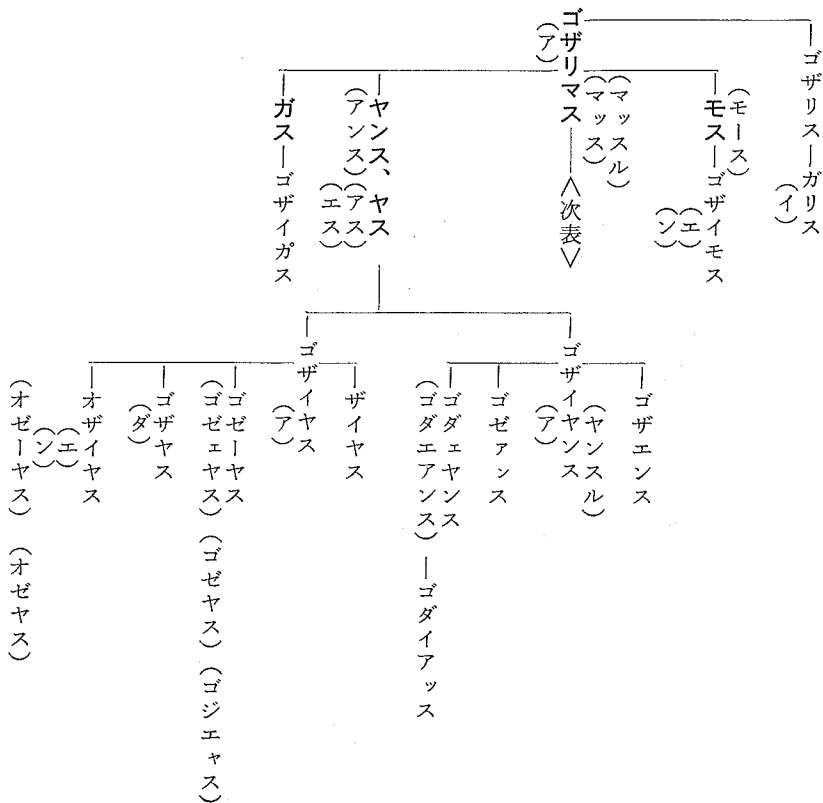 ゴザリス―ガリス
(イ)
ゴザリマス―〈次表〉
(ア)
(マッスル)
(マッス)
モス―ゴザイモス
(モース)
(エ)
(ン)
ヤンス、ヤス
(アンス)(アス)
(エス)
ガス―ゴザイガス
ゴザエンス
ゴザイヤンス
(ヤンスル)
(ア)
ゴゼァンス
ゴダェヤンス
(ゴダエアンス)―ゴダイアッス
ザイヤス
ゴザイヤス
(ア)
ゴゼーヤス
(ゴゼェヤス)(ゴゼヤス)(ゴジエャス)
ゴザヤス
(ダ)
オザイヤス
(エ)
(ン)
(オゼーヤス)(オゼヤス)